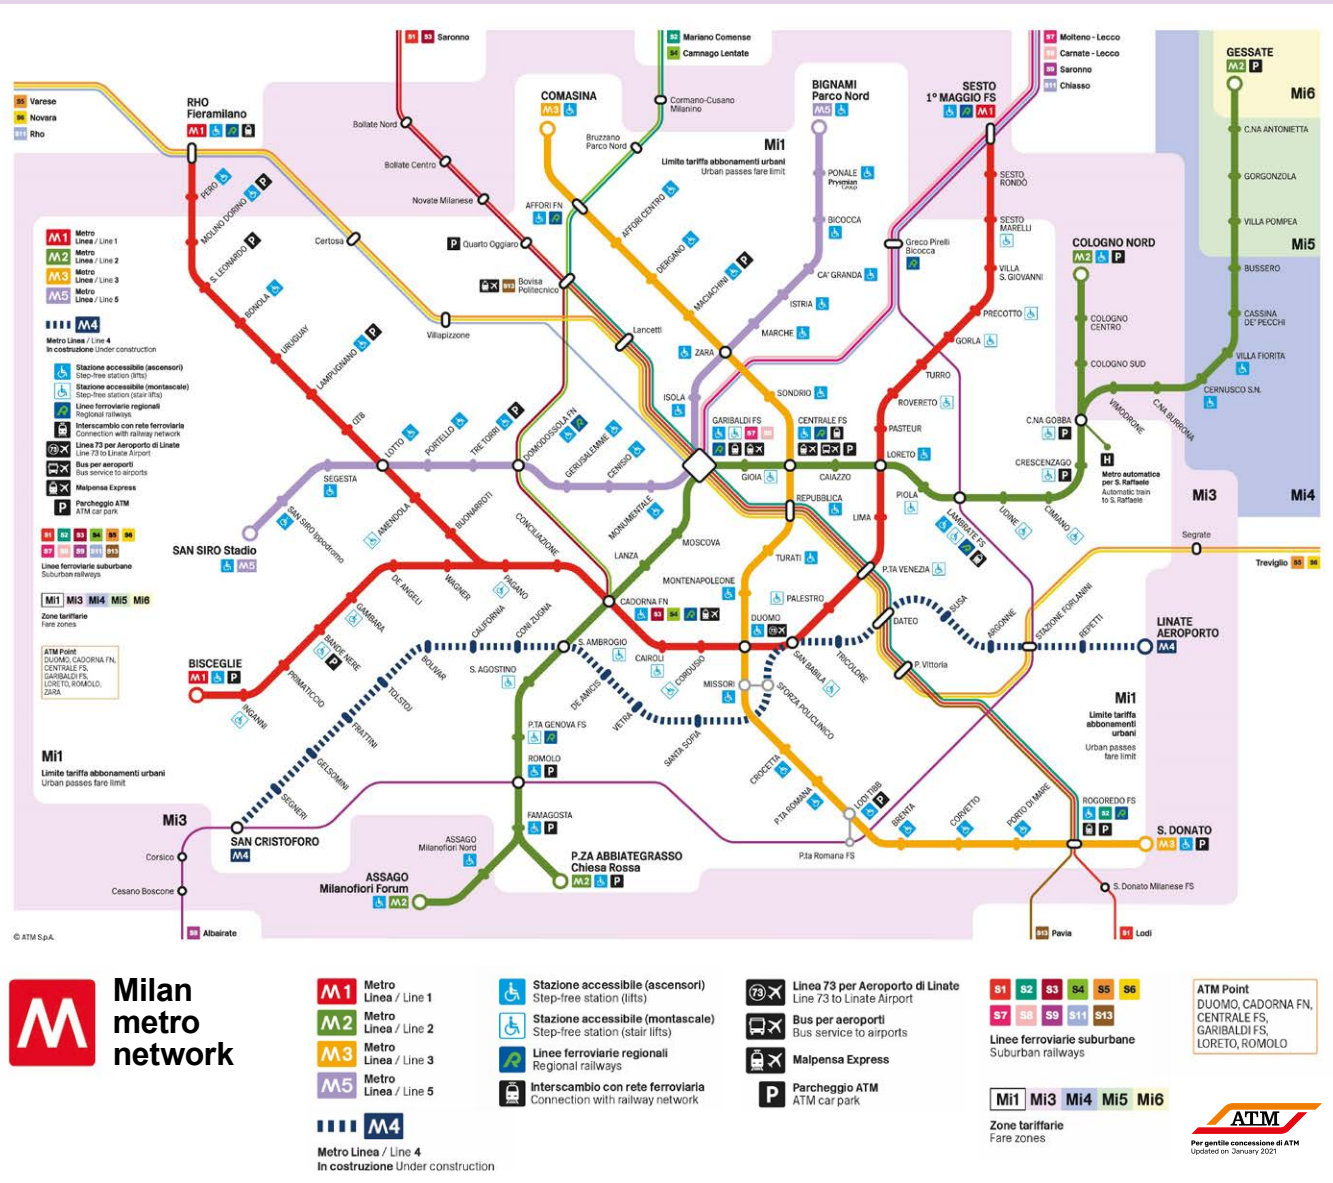 S1 S3 Saronno
S2 Mariano Comense
S4 Camnago Lentate
S7 Molteno - Lecco
S8 Carnate - Lecco
S9 Saronno
S11 Chiasso
S5 Varese
S6 Novara
S11 Rho
RHO
Fieramilano
M1
COMASINA
M3
BIGNAMI
Parco Nord
M5
SESTO
1° MAGGIO FS
M1
GESSATE
M2 P
Mi6
Cormano-Cusano
Milanino
Bruzzano
Parco Nord
Mi1
Limite tariffa abbonamenti urbani
Urban passes fare limit
Bollate Nord
Bollate Centro
Novate Milanese
P Quarto Oggiaro
S13 Bovisa
Politecnico
Certosa
Villapizzone
Lancetti
PERO
MOLINO DORINO P
S. LEONARDO P
BONOLA
URUGUAY
LAMPUGNANO P
QT8
LOTTO
AMENDOLA
BUONARROTI
AFFORI FN
AFFORI CENTRO
DERGANO
MACIACHINI P
ZARA
SONDRIO
PONALE
Prysmian
Group
BICOCCA
CA' GRANDA
ISTRIA
MARCHE
ISOLA
Greco Pirelli
Bicocca
SESTO
RONDÒ
SESTO
MARELLI
VILLA
S. GIOVANNI
PRECOTTO
GORLA
TURRO
ROVERETO
PASTEUR
LORETO
LIMA
C.NA ANTONIETTA
GORGONZOLA
VILLA POMPEA
Mi5
BUSSERO
CASSINA
DE' PECCHI
VILLA FIORITA
CERNUSCO S.N.
C.NA BURRONA
VIMODRONE
COLOGNO NORD
M2 P
COLOGNO
CENTRO
COLOGNO SUD
C.NA GOBBA
P
CRESCENZAGO
P
H
Metro automatica
per S. Raffaele
Automatic train
to S. Raffaele
Mi3
Mi4
M1 Metro
Linea / Line 1
M2 Metro
Linea / Line 2
M3 Metro
Linea / Line 3
M5 Metro
Linea / Line 5
M4
Metro Linea / Line 4
In costruzione Under construction
Stazione accessibile (ascensori)
Step-free station (lifts)
Stazione accessibile (montascale)
Step-free station (stair lifts)
Linee ferroviarie regionali
Regional railways
Interscambio con rete ferroviaria
Connection with railway network
73 Linea 73 per Aeroporto di Linate
Line 73 to Linate Airport
Bus per aeroporti
Bus service to airports
Malpensa Express
P Parcheggio ATM
ATM car park
S1 S2 S3 S4 S5 S6
S7 S8 S9 S11 S13
Linee ferroviarie suburbane
Suburban railways
Mi1 Mi3 Mi4 Mi5 Mi6
Zone tariffarie
Fare zones
ATM Point
DUOMO, CADORNA FN,
CENTRALE FS,
GARIBALDI FS,
LORETO, ROMOLO,
ZARA
SEGESTA
SAN SIRO Ippodromo
SAN SIRO Stadio
M5
PORTELLO
TRE TORRI P
DOMODOSSOLA FN
GERUSALEMME
CENISIO
MONUMENTALE
GARIBALDI FS
S7 S8
CENTRALE FS
P
GIOIA
CAIAZZO
REPUBBLICA
PIOLA
LAMBRATE FS
UDINE
CIMIANO
CONCILIAZIONE
LANZA
MOSCOVA
TURATI
MONTENAPOLEONE
P.TA VENEZIA
PALESTRO
Segrate
Treviglio S5 S6
DE ANGELI
WAGNER
PAGANO
GAMBARA
BANDE NERE
P
PRIMATICCIO
BISCEGLIE
M1 P
INGANNI
CADORNA FN
S3 S4
CAIROLI
CORDUSIO
DUOMO
73
SAN BABILA
TRICOLORE
DATEO
SUSA
ARGONNE
STAZIONE FORLANINI
REPETTI
LINATE
AEROPORTO
M4
P. Vittoria
CALIFORNIA
CONI ZUGNA
BOLIVAR
TOLSTOJ
FRATTINI
GELSOMINI
SEGNERI
S. AMBROGIO
S. AGOSTINO
DE AMICIS
VETRA
SANTA SOFIA
MISSORI
SFORZA POLICLINICO
P.TA GENOVA FS
ROMOLO
P
FAMAGOSTA
P
CROCETTA
P.TA ROMANA
LODI TIBB
P
BRENTA
CORVETTO
PORTO DI MARE
ROGOREDO FS
S2
P
S. DONATO
M3 P
P.ta Romana FS
Mi1
Limite tariffa
abbonamenti
urbani
Urban passes
fare limit
Mi1
Limite tariffa abbonamenti urbani
Urban passes fare limit
Mi3
SAN CRISTOFORO
M4
Corsico
Cesano Boscone
S9 Albairate
ASSAGO
Milanofiori Nord
ASSAGO
Milanofiori Forum
M2
P.ZA ABBIATEGRASSO
Chiesa Rossa
M2 P
S. Donato Milanese FS
S13 Pavia
S1 Lodi
© ATM S.p.A.
Milan
metro
network
M1 Metro
Linea / Line 1
M2 Metro
Linea / Line 2
M3 Metro
Linea / Line 3
M5 Metro
Linea / Line 5
M4
Metro Linea / Line 4
In costruzione Under construction
Stazione accessibile (ascensori)
Step-free station (lifts)
Stazione accessibile (montascale)
Step-free station (stair lifts)
Linee ferroviarie regionali
Regional railways
Interscambio con rete ferroviaria
Connection with railway network
73 Linea 73 per Aeroporto di Linate
Line 73 to Linate Airport
Bus per aeroporti
Bus service to airports
Malpensa Express
P Parcheggio ATM
ATM car park
S1 S2 S3 S4 S5 S6
S7 S8 S9 S11 S13
Linee ferroviarie suburbane
Suburban railways
Mi1 Mi3 Mi4 Mi5 Mi6
Zone tariffarie
Fare zones
ATM Point
DUOMO, CADORNA FN,
CENTRALE FS,
GARIBALDI FS,
LORETO, ROMOLO
ATM
Per gentile concessione di ATM
Updated on January 2021